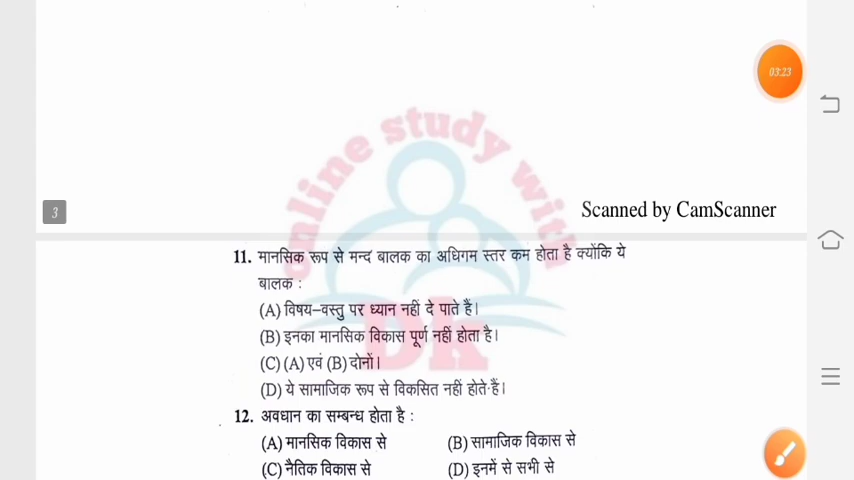 03:23
online study with
Dk
3
Scanned by CamScanner
11. मानसिक रूप से मन्द बालक का अधिगम स्तर कम होता है क्योंकि ये
बालक :
(A) विषय-वस्तु पर ध्यान नहीं दे पाते हैं।
(B) इनका मानसिक विकास पूर्ण नहीं होता है।
(C) (A) एवं (B) दोनों।
(D) ये सामाजिक रूप से विकसित नहीं होते हैं।
12. अवधान का सम्बन्ध होता है :
(A) मानसिक विकास से (B) सामाजिक विकास से
(C) नैतिक विकास से (D) इनमें से सभी से